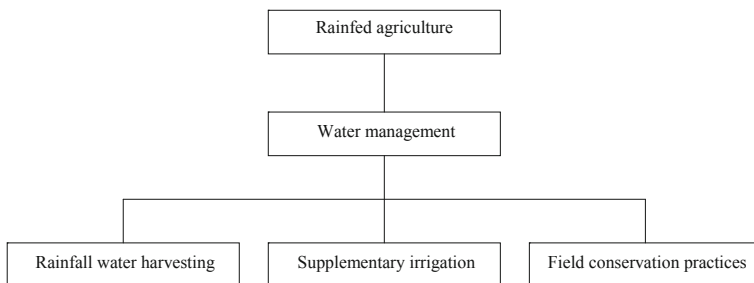 Rainfed agriculture
Water management
Rainfall water harvesting
Supplementary irrigation
Field conservation practices